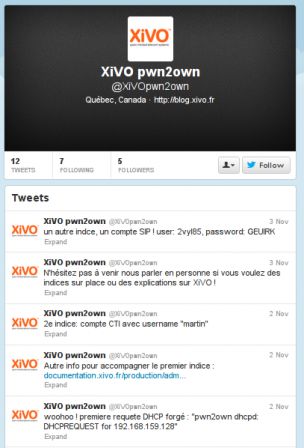 XiVO
XiVO pwn2own
@XiVOpwn2own
Québec, Canada · http://blog.xivo.fr
12
TWEETS
7
FOLLOWING
5
FOLLOWERS
Follow
Tweets
XiVO pwn2own @XiVOpwn2own 3 Nov
XiVO un autre indce, un compte SIP ! user: 2vyl85, password: GEUIRK
Expand
XiVO pwn2own @XiVOpwn2own 3 Nov
XiVO N'hésitez pas à venir nous parler en personne si vous voulez des
indices sur place ou des explications sur XiVO !
Expand
XiVO pwn2own @XiVOpwn2own 2 Nov
XiVO 2e indice: compte CTI avec username "martin"
Expand
XiVO pwn2own @XiVOpwn2own 2 Nov
XiVO Autre info pour accompagner le premier indice :
documentation.xivo.fr/production/adm...
Expand
XiVO pwn2own @XiVOpwn2own 2 Nov
XiVO woohoo ! premiere requete DHCP forgé : "pwn2own dhcpd:
DHCPREQUEST for 192.168.159.128"
Expand